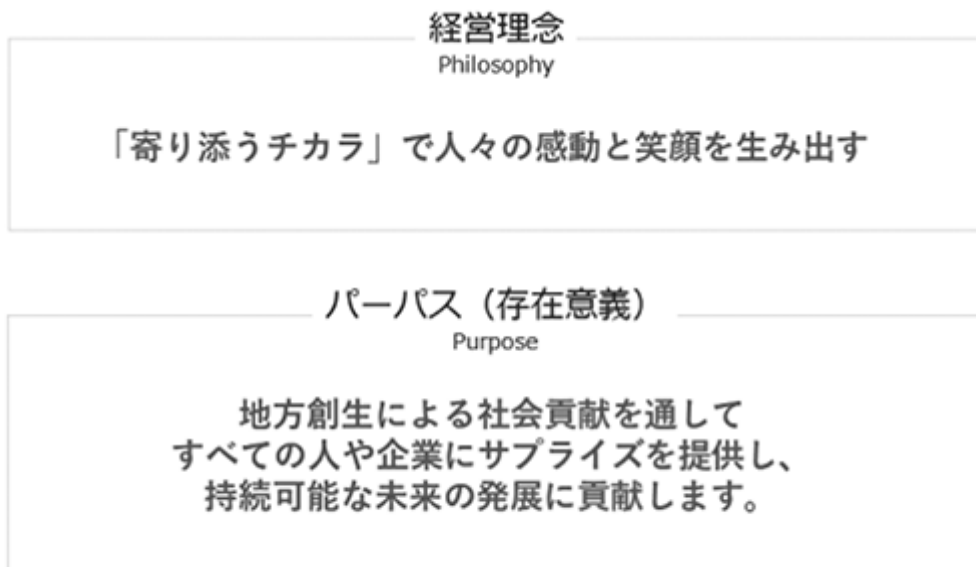 経営理念
Philosophy
「寄り添うチカラ」で人々の感動と笑顔を生み出す
パーパス（存在意義）
Purpose
地方創生による社会貢献を通して
すべての人や企業にサプライズを提供し、
持続可能な未来の発展に貢献します。